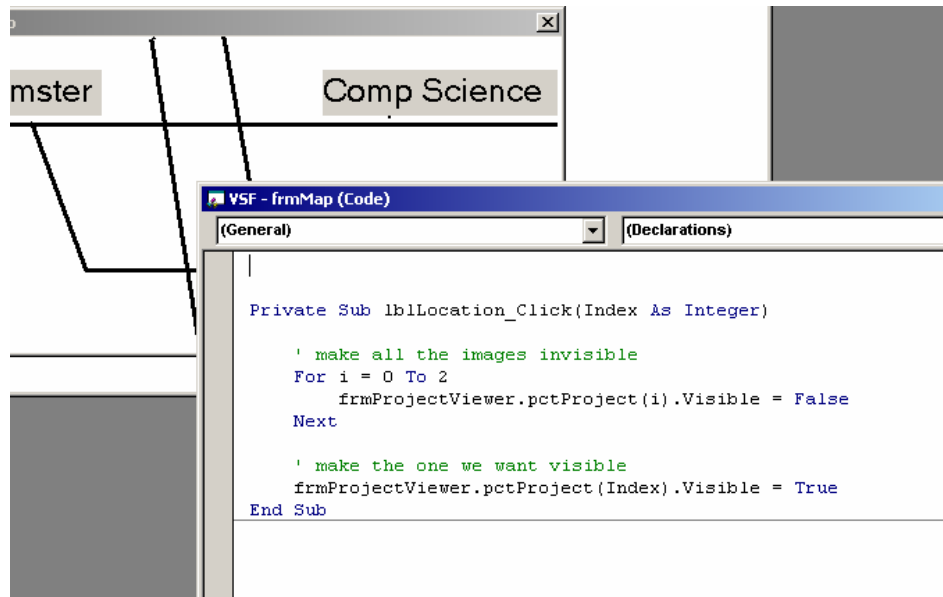 mster
Comp Science
VSF - frmMap (Code)
(General)
(Declarations)
Private Sub lblLocation_Click(Index As Integer)
' make all the images invisible
For i = 0 To 2
frmProjectViewer.pctProject(i).Visible = False
Next
' make the one we want visible
frmProjectViewer.pctProject(Index).Visible = True
End Sub